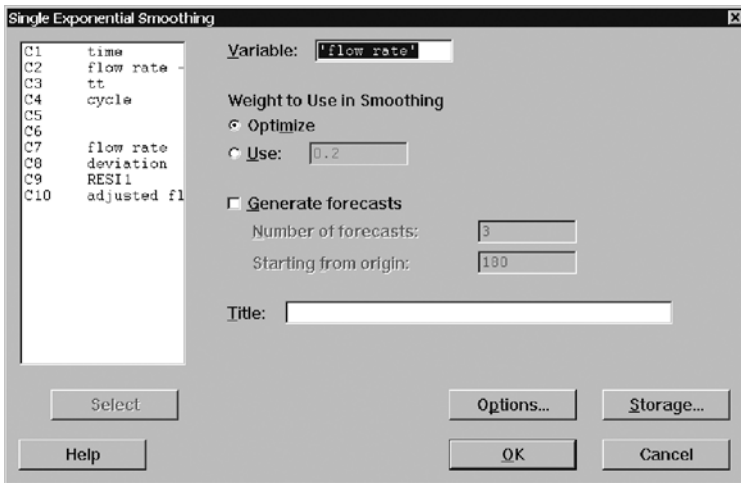 Single Exponential Smoothing
C1 time
C2 flow rate -
C3 tt
C4 cycle
C5
C6
C7 flow rate
C8 deviation
C9 RESI1
C10 adjusted fl
Variable: 'flow rate'
Weight to Use in Smoothing
Optimize
Use: 0.2
Generate forecasts
Number of forecasts: 3
Starting from origin: 180
Title:
Select
Options...
Storage...
Help
OK
Cancel